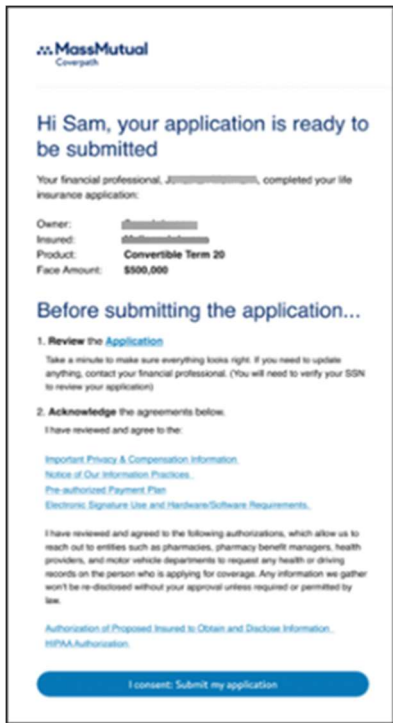 MassMutual
Coverpath
Hi Sam, your application is ready to
be submitted
Your financial professional, completed your life
insurance application:
Owner:
Insured:
Product: Convertible Term 20
Face Amount: $500,000
Before submitting the application...
1. Review the Application
Take a minute to make sure everything looks right. If you need to update
anything, contact your financial professional. (You will need to verify your SSN
to review your application)
2. Acknowledge the agreements below.
I have reviewed and agree to the:
Important Privacy & Compensation Information
Notice of Our Information Practices
Pre-authorized Payment Plan
Electronic Signature Use and Hardware/Software Requirements
I have reviewed and agreed to the following authorizations, which allow us to
reach out to entities such as pharmacies, pharmacy benefit managers, health
providers, and motor vehicle departments to request any health or driving
records on the person who is applying for coverage. Any information we gather
won't be re-disclosed without your approval unless required or permitted by
law.
Authorization of Proposed Insured to Obtain and Disclose Information
HIPAA Authorization
I consent: Submit my application